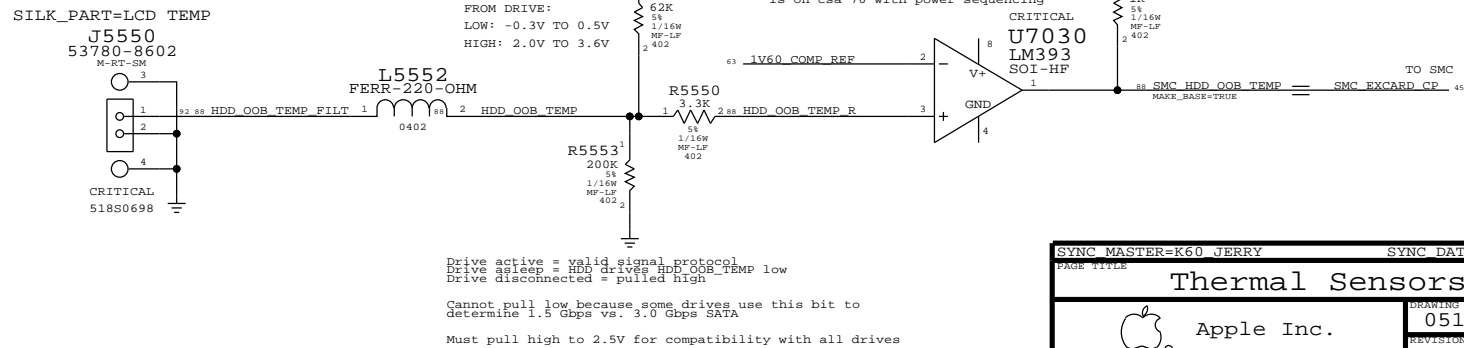 SILK_PART=LCD TEMP
J5550
53780-8602
M-RT-SM
3
1
2
4
CRITICAL
518S0698
92 88 HDD_OOB_TEMP_FILT
L5552
FERR-220-OHM
1
88
2
0402
HDD_OOB_TEMP
FROM DRIVE:
LOW: -0.3V TO 0.5V
HIGH: 2.0V TO 3.6V
62K
5%
1/16W
MF-LF
402
2
R5553
1
200K
5%
1/16W
MF-LF
402
2
R5550
3.3K
1
2
5%
1/16W
MF-LF
402
88 HDD_OOB_TEMP_R
is on csa 70 with power sequencing
63 1V60_COMP_REF
CRITICAL
U7030
LM393
SOI-HF
8
2
V+
GND
3
4
1
1K
5%
1/16W
MF-LF
402
2
88 SMC_HDD_OOB_TEMP
MAKE_BASE=TRUE
TO SMC
SMC_EXCARD_CP
45
Drive active = valid signal protocol
Drive asleep = HDD drives HDD_OOB_TEMP low
Drive disconnected = pulled high
Cannot pull low because some drives use this bit to
determine 1.5 Gbps vs. 3.0 Gbps SATA
Must pull high to 2.5V for compatibility with all drives
SYNC_MASTER=K60_JERRY
SYNC_DAT
PAGE TITLE
Thermal Sensors
Apple Inc.
R
DRAWING
051
REVISION